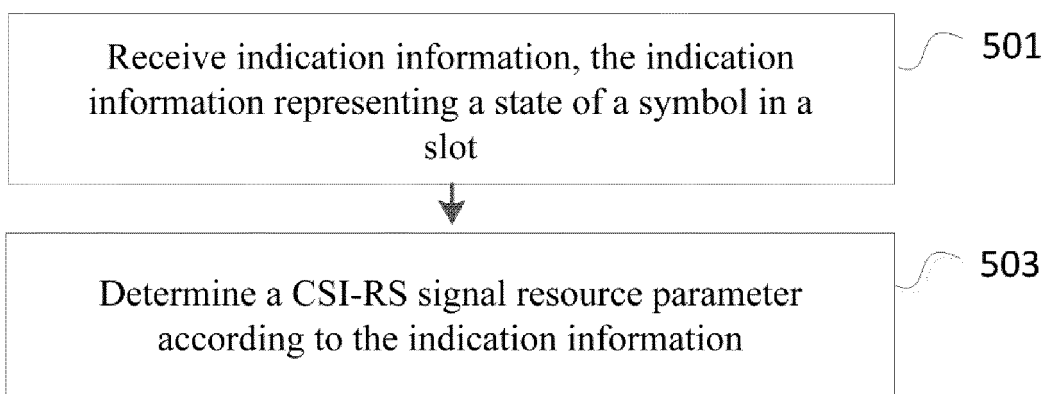 Receive indication information, the indication
information representing a state of a symbol in a
slot
501
Determine a CSI-RS signal resource parameter
according to the indication information
503